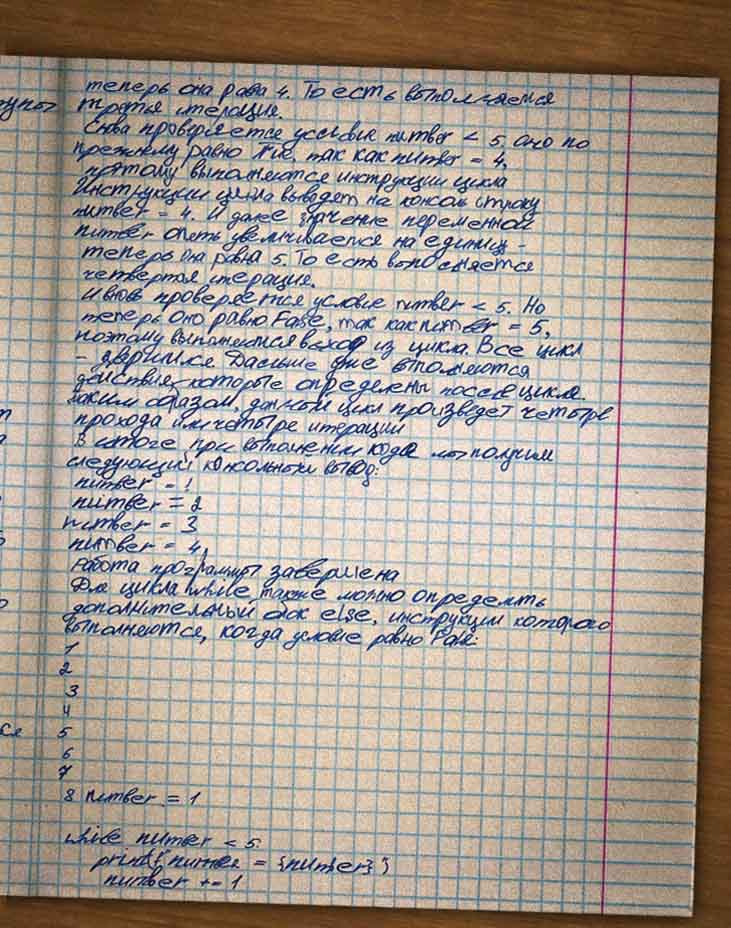 теперь она рава 4. То есть выполняется
третья итерация.
Снова проверяется условие number < 5, оно по
прежнему равно True, так как number = 4,
поэтому выполняются инструкции цикла
Инструкции цикла выводят на консоль строку
number = 4. И далее значение переменной
number опять увеличивается на единиц -
теперь она равна 5. То есть выполняется
четвертая итерация.
И вновь проверяется условие number < 5. Но
теперь оно равно False, так как number = 5,
поэтому выполняются выход из цикла. Все цикл
- завершился. Дальше уже выполняются
действия, которые определены после цикла.
Таким образом, данный цикл произведет четыре
прохода или четыре итерации
В итоге при выполнении кода мы получим
следующий консольный вывод:
number = 1
number = 2
number = 3
number = 4
Работа программы завершена
Для цикла while также можно определить
дополнительный блок else, инструкции которого
выполняются, когда условие равно False:
1
2
3
4
5
6
7
8 number = 1
while number < 5
print(f number = {number})
number += 1